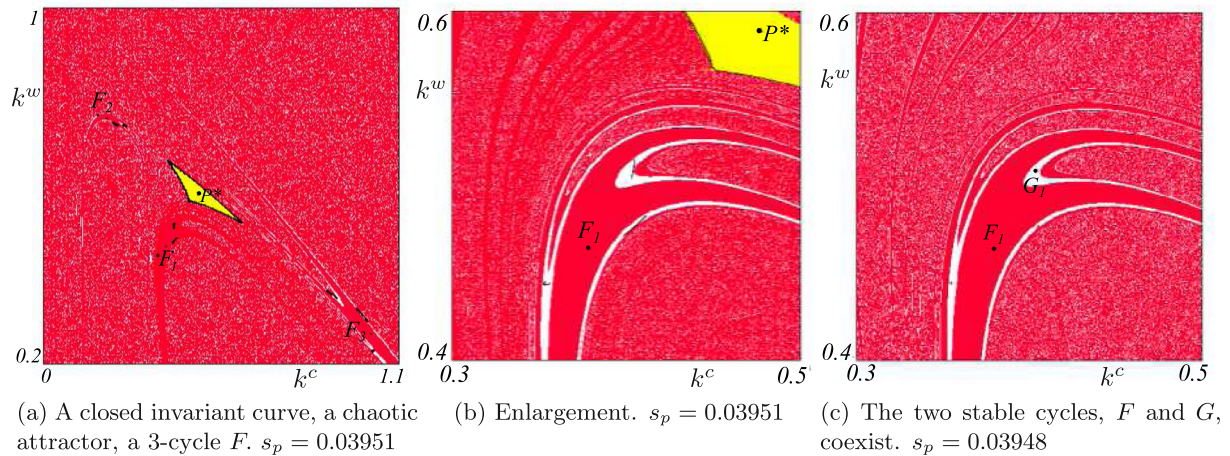 1
k^w
F_2
P*
F_1
F_3
0.2
0
k^c
1.1
0.6
k^w
P*
F_1
0.4
0.3
k^c
0.5
0.6
k^w
G_1
F_1
0.4
0.3
k^c
0.5
(a) A closed invariant curve, a chaotic
attractor, a 3-cycle F. s_p = 0.03951
(b) Enlargement. s_p = 0.03951
(c) The two stable cycles, F and G,
coexist. s_p = 0.03948